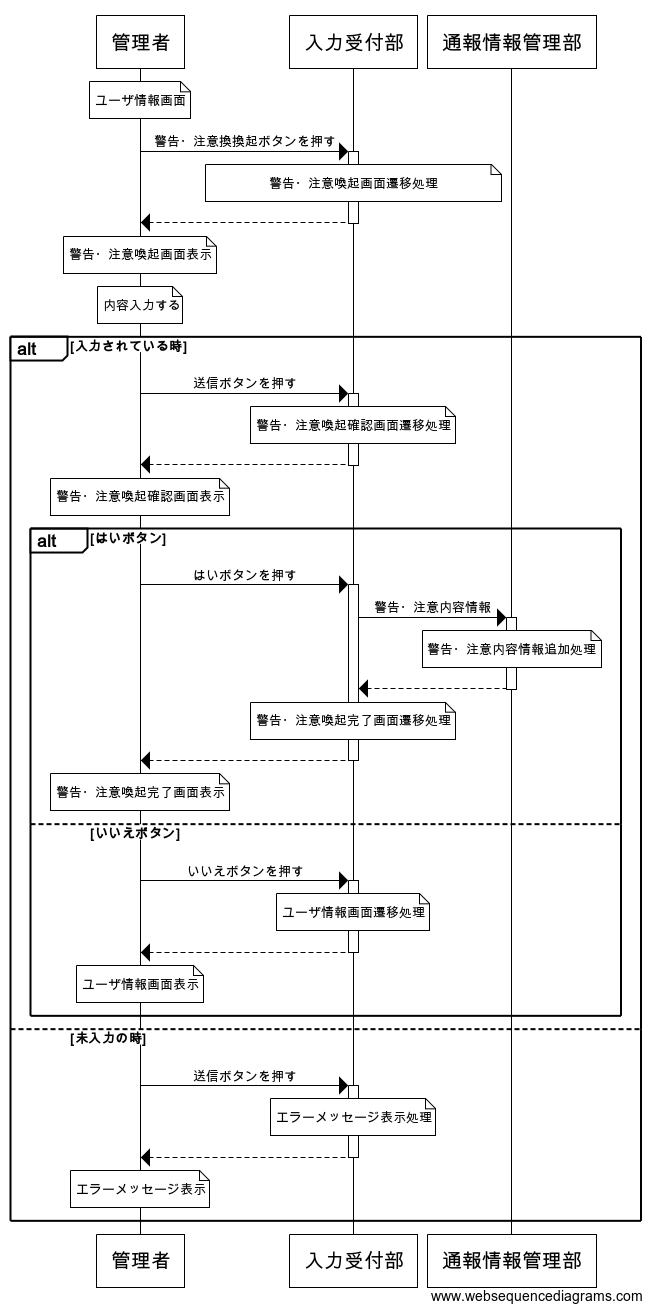 管理者
入力受付部
通報情報管理部
ユーザ情報画面
警告・注意換換起ボタンを押す
警告・注意喚起画面遷移処理
警告・注意喚起画面表示
内容入力する
alt
[入力されている時]
送信ボタンを押す
警告・注意喚起確認画面遷移処理
警告・注意喚起確認画面表示
alt
[はいボタン]
はいボタンを押す
警告・注意内容情報
警告・注意内容情報追加処理
警告・注意喚起完了画面遷移処理
警告・注意喚起完了画面表示
[いいえボタン]
いいえボタンを押す
ユーザ情報画面遷移処理
ユーザ情報画面表示
[未入力の時]
送信ボタンを押す
エラーメッセージ表示処理
エラーメッセージ表示
管理者
入力受付部
通報情報管理部
www.websequencediagrams.com